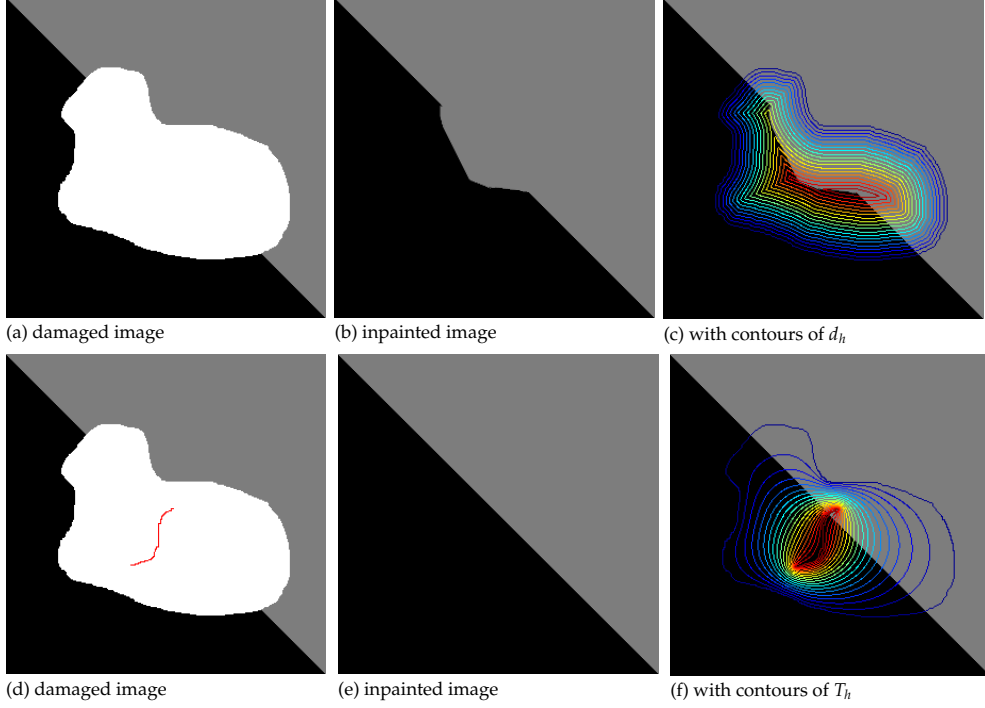 (a) damaged image
(b) inpainted image
(c) with contours of d_h
(d) damaged image
(e) inpainted image
(f) with contours of T_h